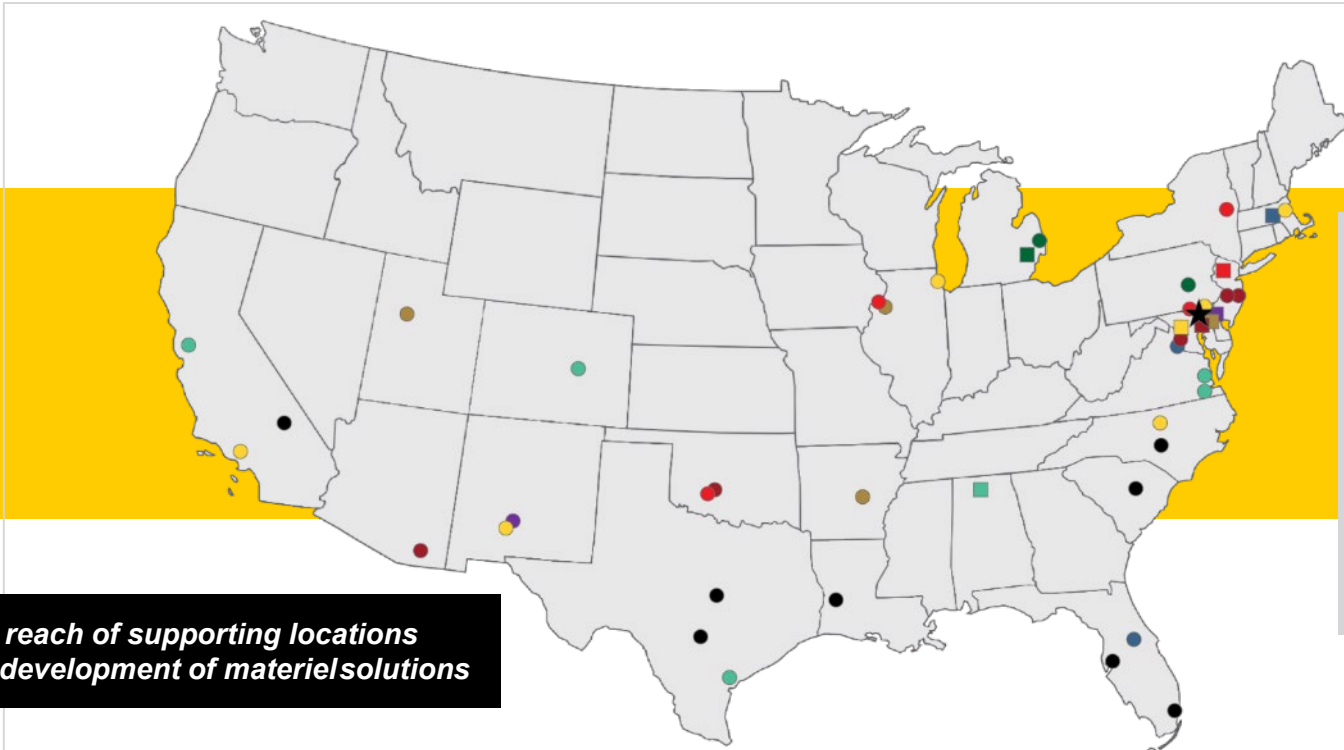 reach of supporting locations
development of materiel solutions